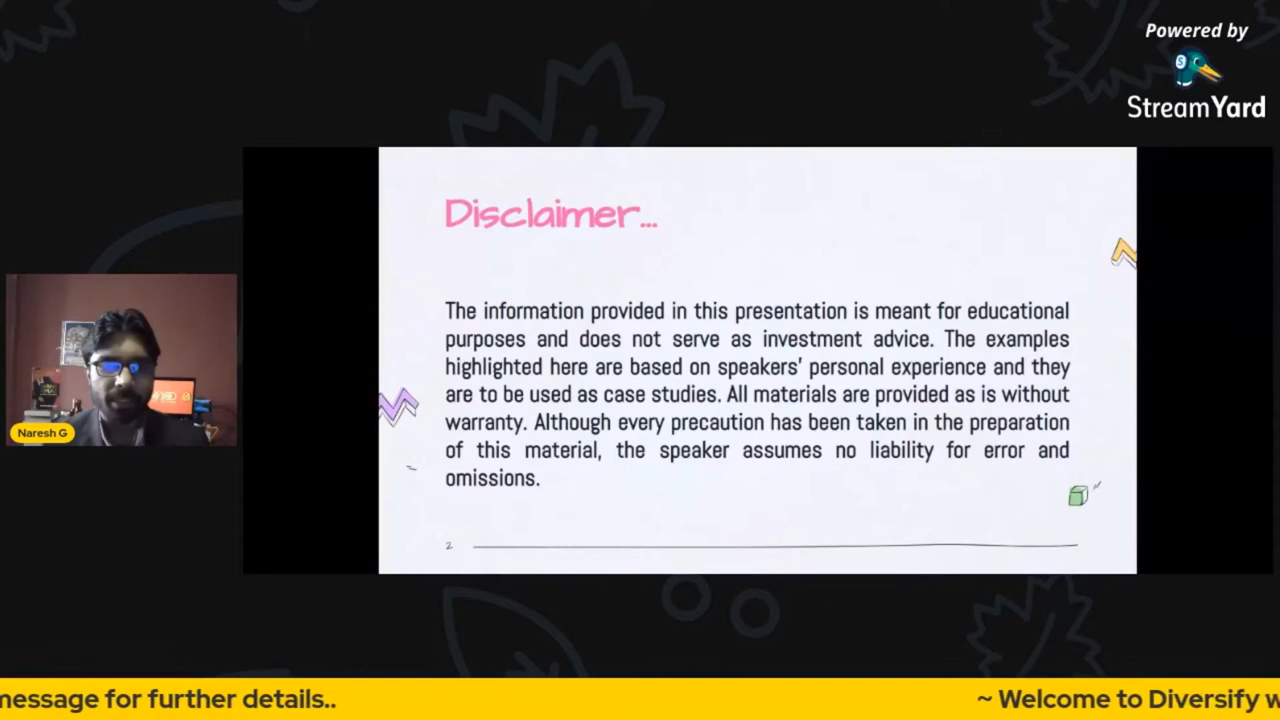 Powered by
StreamYard
Disclaimer...
The information provided in this presentation is meant for educational
purposes and does not serve as investment advice. The examples
highlighted here are based on speakers’ personal experience and they
are to be used as case studies. All materials are provided as is without
warranty. Although every precaution has been taken in the preparation
of this material, the speaker assumes no liability for error and
omissions.
2
Naresh G
message for further details..
~ Welcome to Diversify w